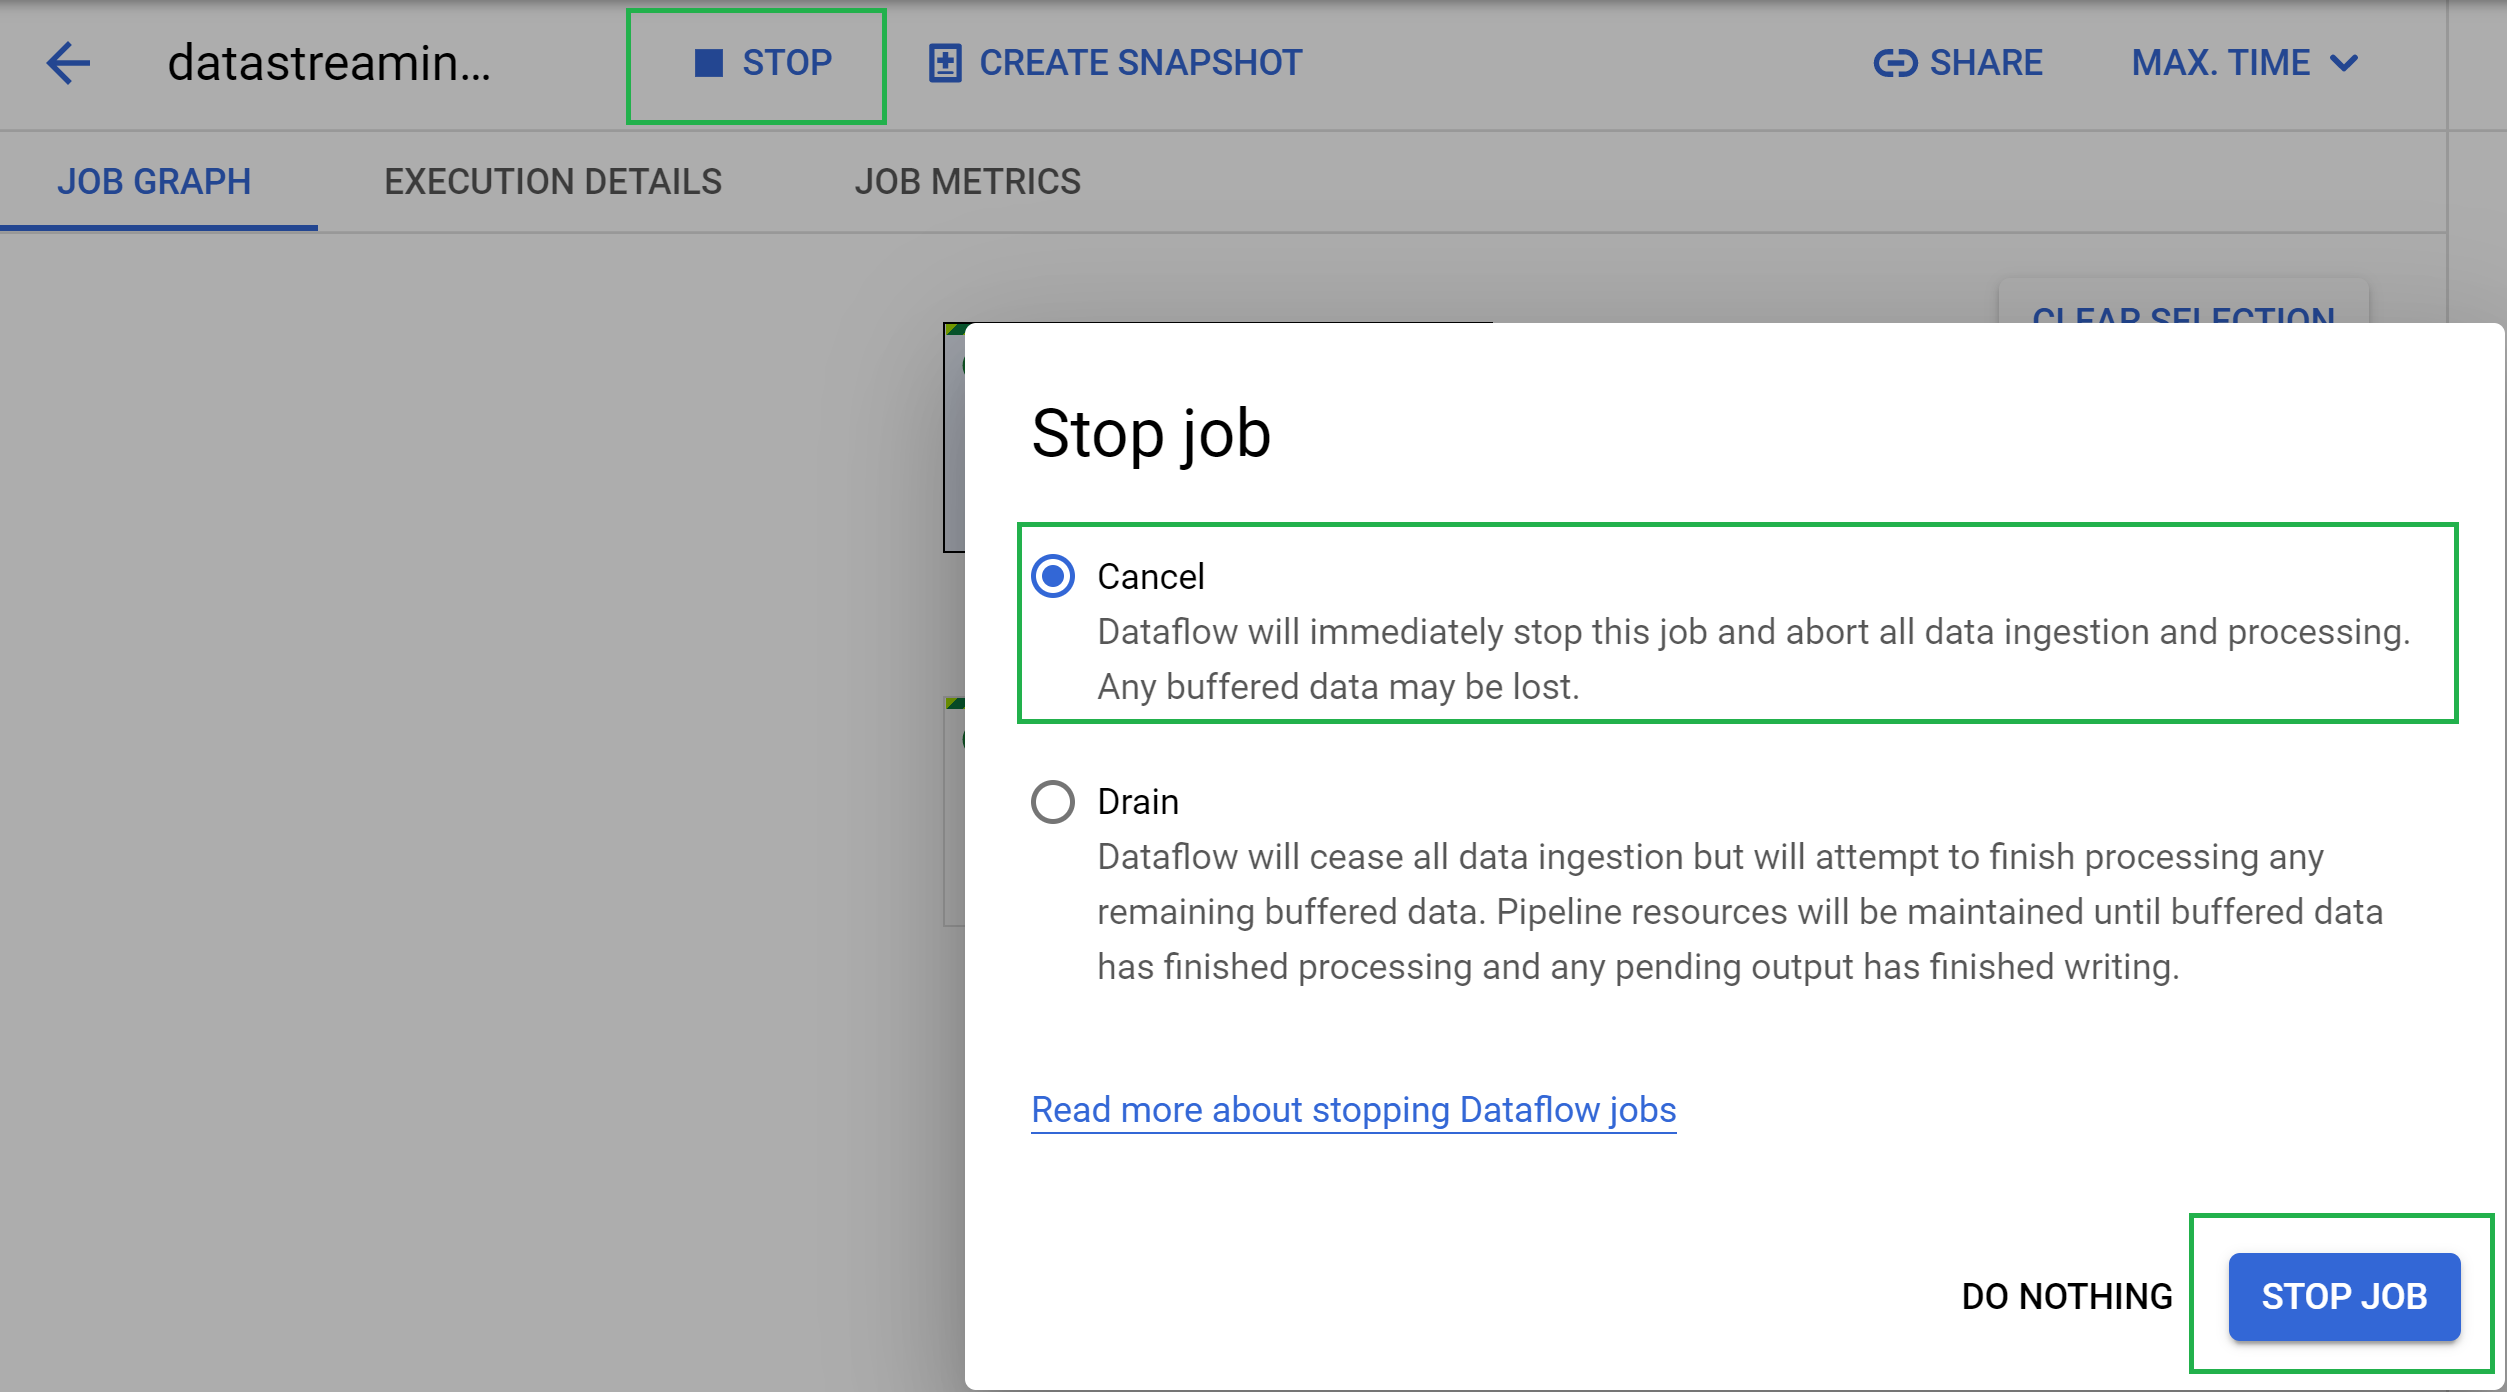 datastreamin...
STOP
CREATE SNAPSHOT
SHARE
MAX. TIME
JOB GRAPH
EXECUTION DETAILS
JOB METRICS
CLEAR SELECTION
Stop job
Cancel
Dataflow will immediately stop this job and abort all data ingestion and processing.
Any buffered data may be lost.
Drain
Dataflow will cease all data ingestion but will attempt to finish processing any
remaining buffered data. Pipeline resources will be maintained until buffered data
has finished processing and any pending output has finished writing.
Read more about stopping Dataflow jobs
DO NOTHING
STOP JOB